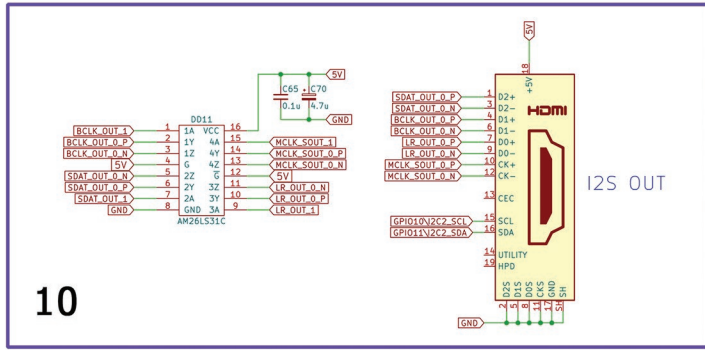 5V
18
+5V
5V
C65
0.1u
C70
4.7u
GND
DD11
BCLK_OUT_1 1 1A VCC 16
BCLK_OUT_0_P 2 1Y 4A 15 MCLK_SOUT_1
BCLK_OUT_0_N 3 1Z 4Y 14 MCLK_SOUT_0_P
5V 4 G 4Z 13 MCLK_SOUT_0_N
SDAT_OUT_0_N 5 2Z G 12 5V
SDAT_OUT_0_P 6 2Y 3Z 11 LR_OUT_0_N
SDAT_OUT_1 7 2A 3Y 10 LR_OUT_0_P
GND 8 GND 3A 9 LR_OUT_1
AM26LS31C
SDAT_OUT_0_P 1 D2+
SDAT_OUT_0_N 3 D2-
BCLK_OUT_0_P 4 D1+
BCLK_OUT_0_N 6 D1-
LR_OUT_0_P 7 D0+
LR_OUT_0_N 9 D0-
MCLK_SOUT_0_P 10 CK+
MCLK_SOUT_0_N 12 CK-
HDMI
13 CEC
GPIO10\I2C2_SCL 15 SCL
GPIO11\I2C2_SDA 16 SDA
14 UTILITY
19 HPD
D2S D1S D0S CKS GND SH
2 5 8 11 17 SH
GND
I2S OUT
10